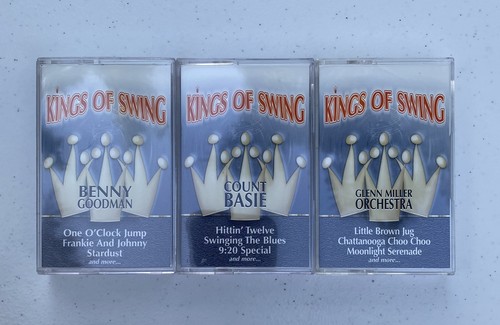 KINGS OF SWING
BENNY
GOODMAN
One O'Clock Jump
Frankie And Johnny
Stardust
and more...
KINGS OF SWING
COUNT
BASIE
Hittin' Twelve
Swinging The Blues
9:20 Special
and more...
KINGS OF SWING
GLENN MILLER
ORCHESTRA
Little Brown Jug
Chattanooga Choo Choo
Moonlight Serenade
and more...